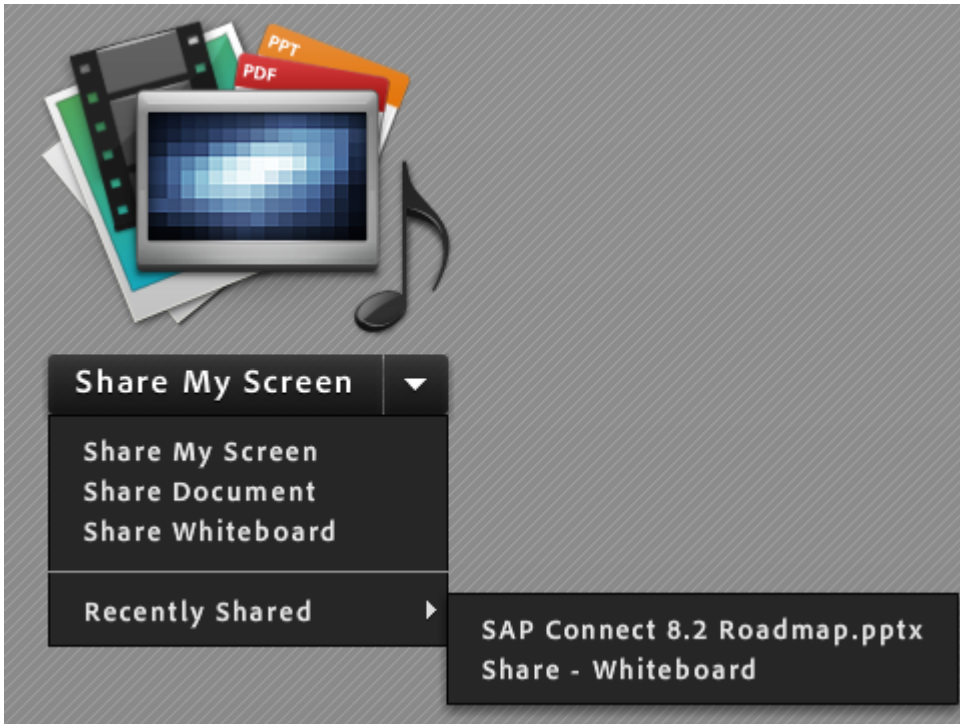 PPT
PDF
Share My Screen
Share My Screen
Share Document
Share Whiteboard
Recently Shared
SAP Connect 8.2 Roadmap.pptx
Share - Whiteboard